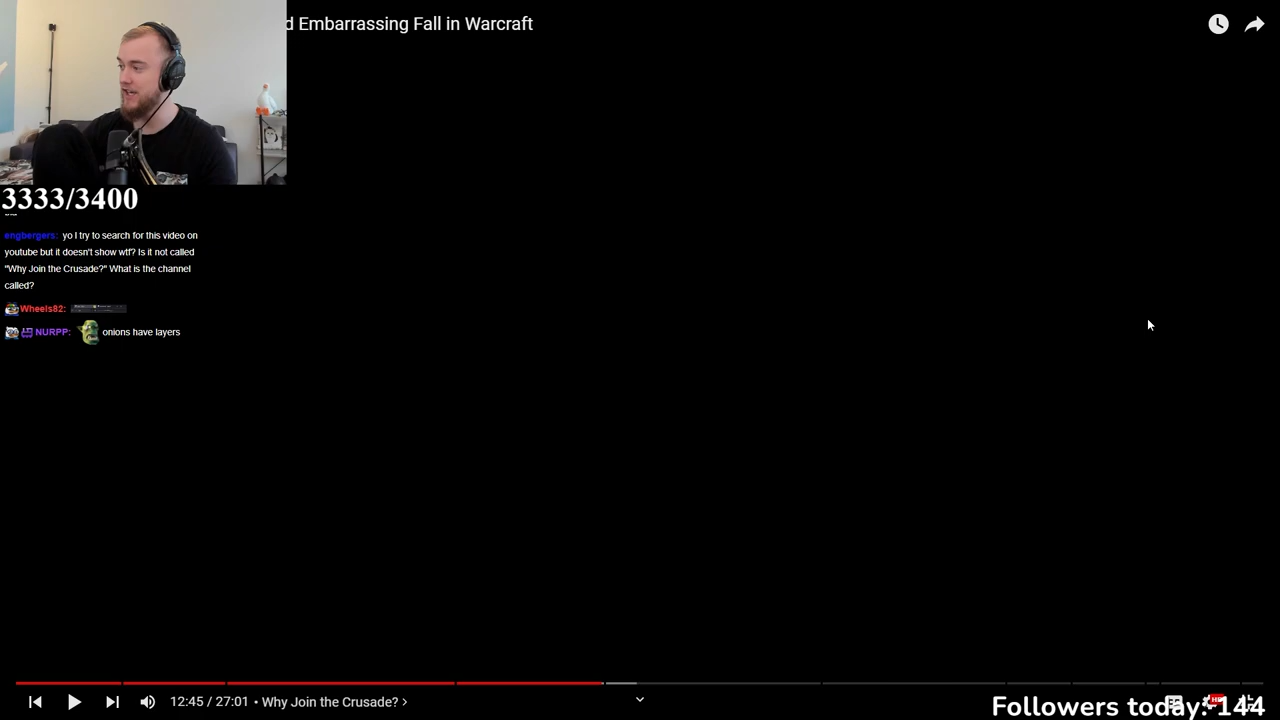 d Embarrassing Fall in Warcraft
3333/3400
engbergers: yo I try to search for this video on
youtube but it doesn't show wtf? Is it not called
"Why Join the Crusade?" What is the channel
called?
Wheels82:
NURPP: onions have layers
12:45 / 27:01 • Why Join the Crusade? >
Followers today: 144